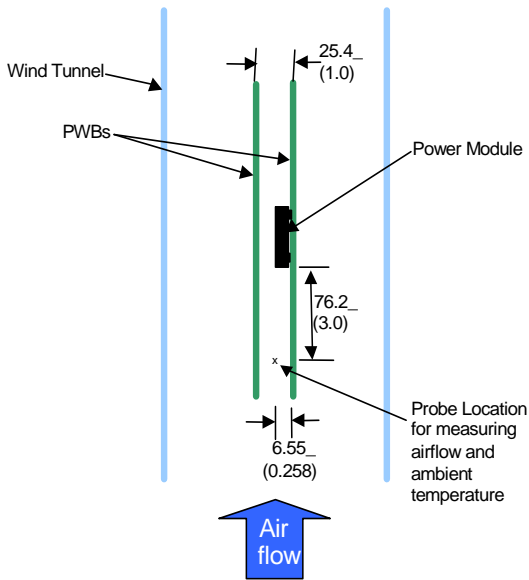 25.4_
(1.0)
Wind Tunnel
PWBs
Power Module
76.2_
(3.0)
x
Probe Location
for measuring
airflow and
ambient
temperature
6.55_
(0.258)
Air
flow